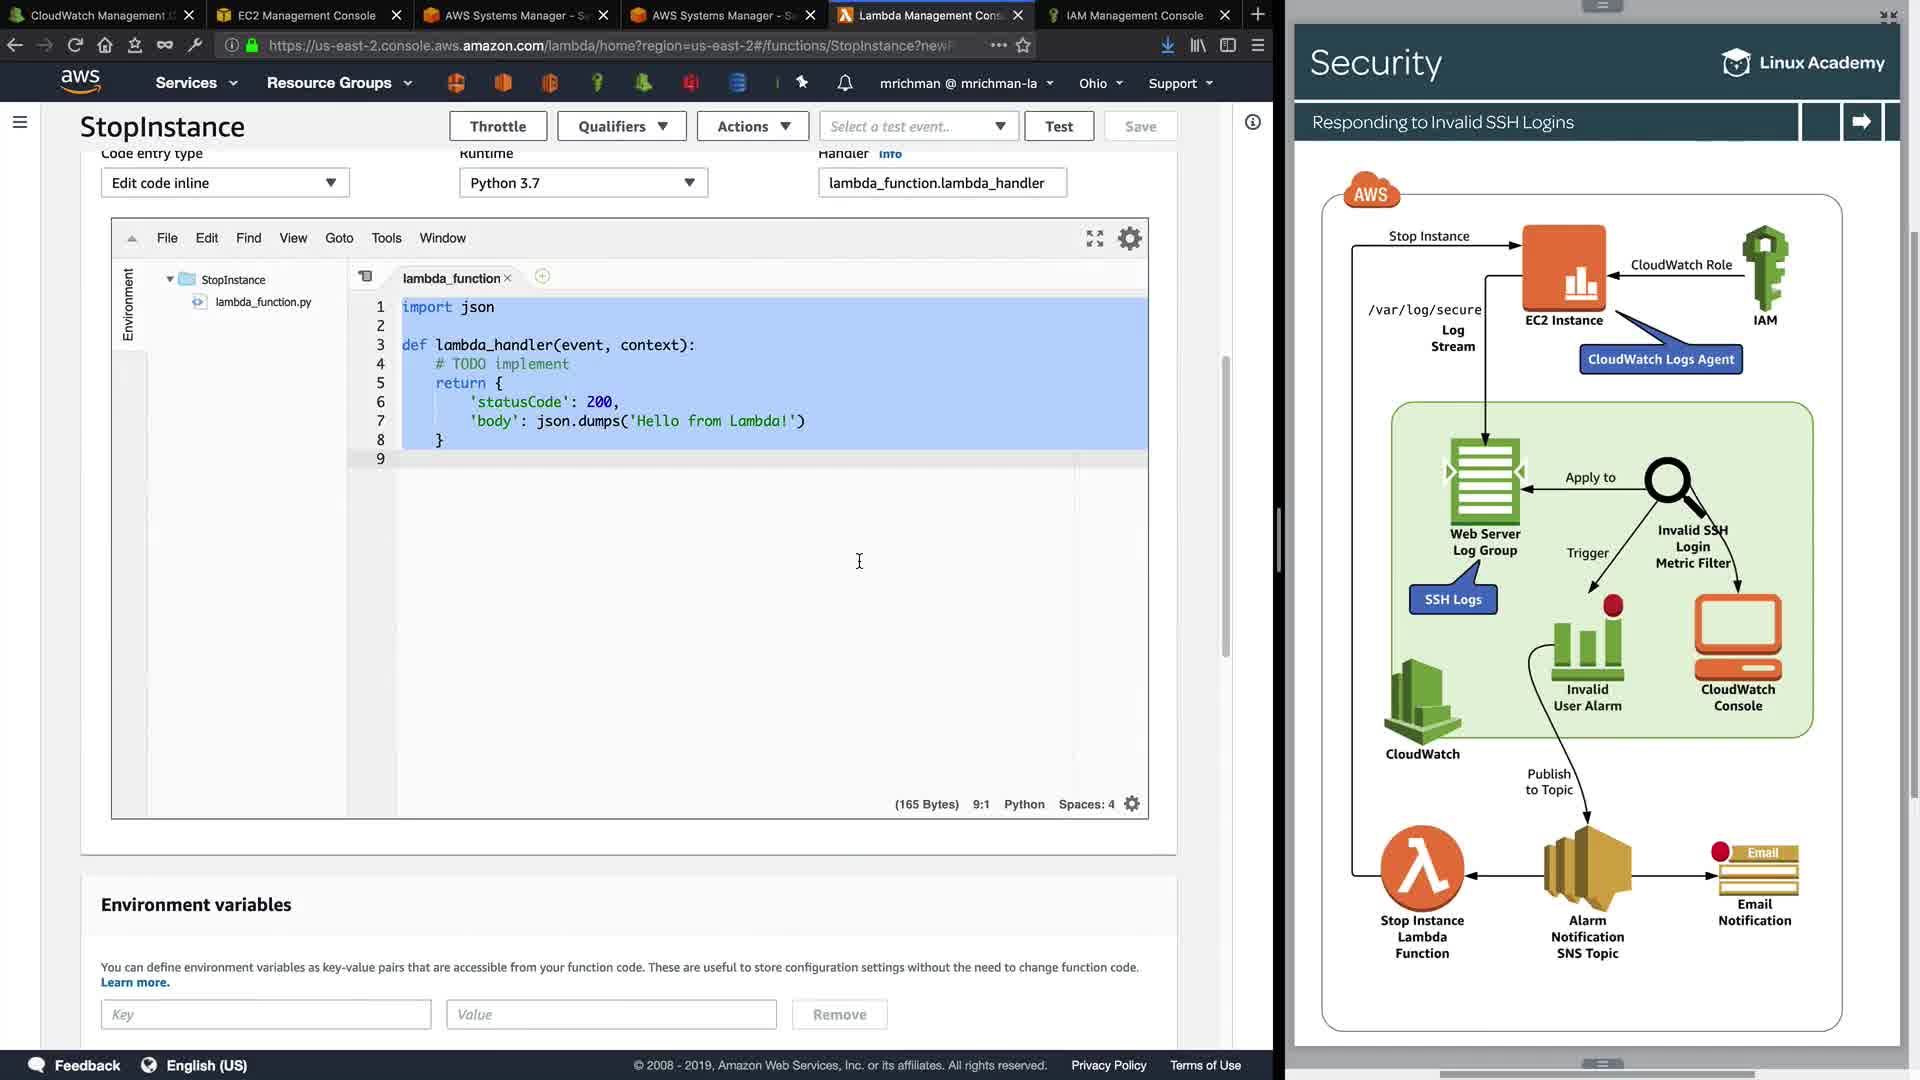 CloudWatch Management C
EC2 Management Console
AWS Systems Manager - Se
AWS Systems Manager - Se
Lambda Management Cons
IAM Management Console
https://us-east-2.console.aws.amazon.com/lambda/home?region=us-east-2#/functions/StopInstance?newF
aws
Services
Resource Groups
mrichman @ mrichman-la
Ohio
Support
StopInstance
Throttle
Qualifiers
Actions
Select a test event..
Test
Save
Code entry type
Runtime
Handler Info
Edit code inline
Python 3.7
lambda_function.lambda_handler
File Edit Find View Goto Tools Window
Environment
StopInstance
lambda_function.py
lambda_function
1 import json
2
3 def lambda_handler(event, context):
4 # TODO implement
5 return {
6 'statusCode': 200,
7 'body': json.dumps('Hello from Lambda!')
8 }
9
(165 Bytes) 9:1 Python Spaces: 4
Environment variables
You can define environment variables as key-value pairs that are accessible from your function code. These are useful to store configuration settings without the need to change function code.
Learn more.
Key
Value
Remove
Feedback
English (US)
© 2008 - 2019, Amazon Web Services, Inc. or its affiliates. All rights reserved.
Privacy Policy
Terms of Use
Security
Linux Academy
Responding to Invalid SSH Logins
AWS
Stop Instance
CloudWatch Role
/var/log/secure
Log
Stream
EC2 Instance
IAM
CloudWatch Logs Agent
Apply to
Web Server
Log Group
Invalid SSH
Login
Metric Filter
Trigger
SSH Logs
Invalid
User Alarm
CloudWatch
Console
CloudWatch
Publish
to Topic
Email
Stop Instance
Lambda
Function
Alarm
Notification
SNS Topic
Email
Notification